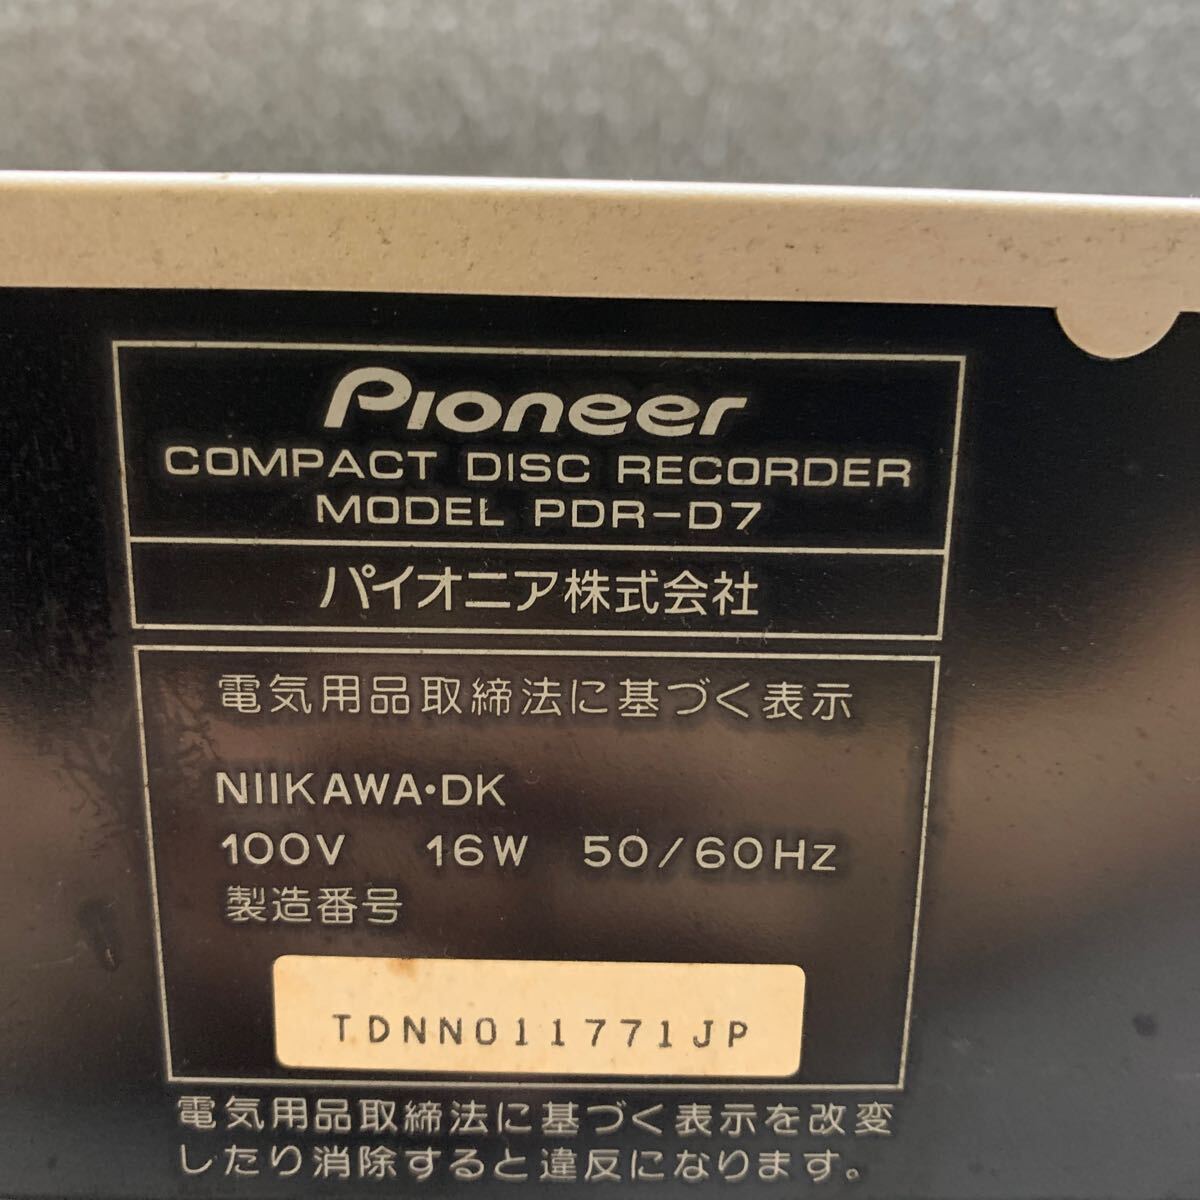 Pioneer
COMPACT DISC RECORDER
MODEL PDR-D7
パイオニア株式会社
電気用品取締法に基づく表示
NIIKAWA・DK
100V 16W 50/60Hz
製造番号
TDNN011771JP
電気用品取締法に基づく表示を改変
したり消除すると違反になります。